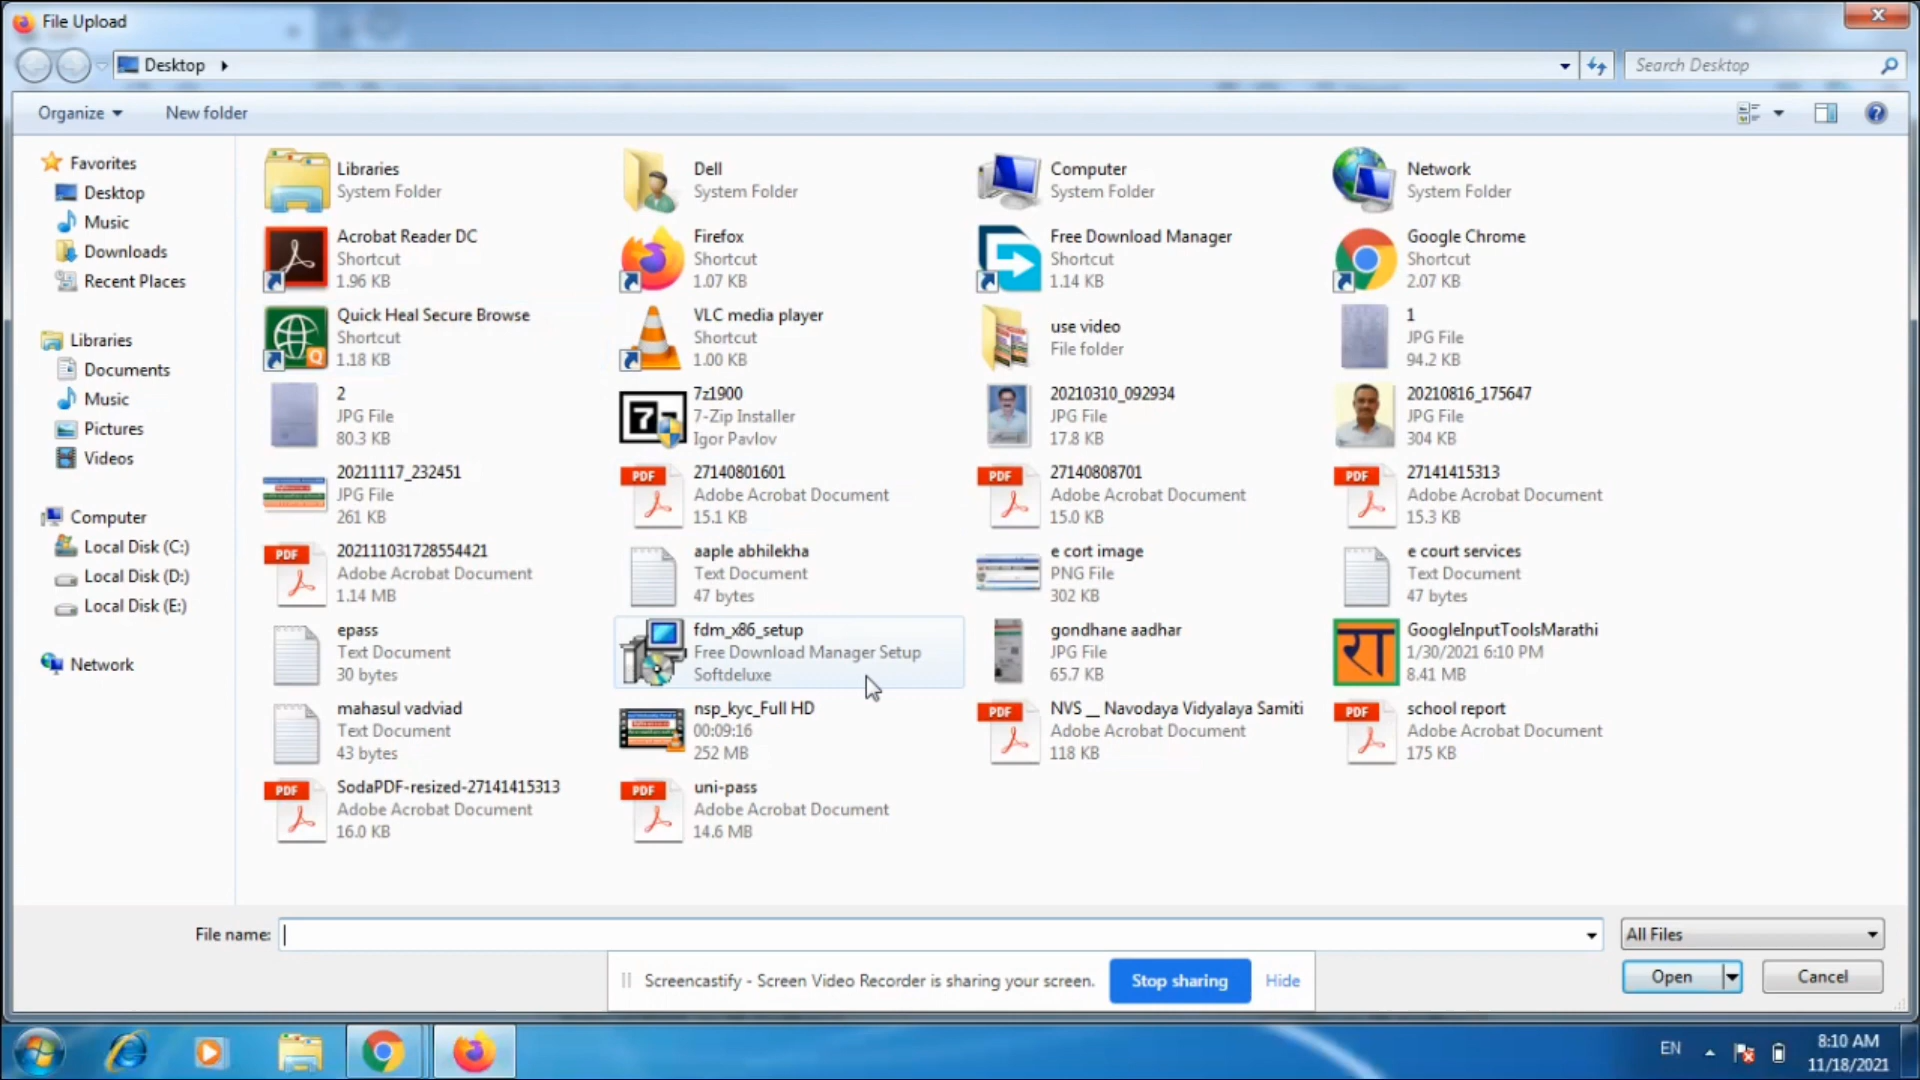 File Upload
Desktop
Search Desktop
Organize
New folder
Favorites
Desktop
Music
Downloads
Recent Places
Libraries
Documents
Music
Pictures
Videos
Computer
Local Disk (C:)
Local Disk (D:)
Local Disk (E:)
Network
Libraries
System Folder
Dell
System Folder
Computer
System Folder
Network
System Folder
Acrobat Reader DC
Shortcut
1.96 KB
Firefox
Shortcut
1.07 KB
Free Download Manager
Shortcut
1.14 KB
Google Chrome
Shortcut
2.07 KB
Quick Heal Secure Browse
Shortcut
1.18 KB
VLC media player
Shortcut
1.00 KB
use video
File folder
1
JPG File
94.2 KB
2
JPG File
80.3 KB
7z1900
7-Zip Installer
Igor Pavlov
20210310_092934
JPG File
17.8 KB
20210816_175647
JPG File
304 KB
20211117_232451
JPG File
261 KB
PDF
27140801601
Adobe Acrobat Document
15.1 KB
PDF
27140808701
Adobe Acrobat Document
15.0 KB
PDF
27141415313
Adobe Acrobat Document
15.3 KB
PDF
202111031728554421
Adobe Acrobat Document
1.14 MB
aaple abhilekha
Text Document
47 bytes
e cort image
PNG File
302 KB
e court services
Text Document
47 bytes
epass
Text Document
30 bytes
fdm_x86_setup
Free Download Manager Setup
Softdeluxe
gondhane aadhar
JPG File
65.7 KB
रा
GoogleInputToolsMarathi
1/30/2021 6:10 PM
8.41 MB
mahasul vadviad
Text Document
43 bytes
nsp_kyc_Full HD
00:09:16
252 MB
PDF
NVS __ Navodaya Vidyalaya Samiti
Adobe Acrobat Document
118 KB
PDF
school report
Adobe Acrobat Document
175 KB
PDF
SodaPDF-resized-27141415313
Adobe Acrobat Document
16.0 KB
PDF
uni-pass
Adobe Acrobat Document
14.6 MB
File name:
All Files
Screencastify - Screen Video Recorder is sharing your screen.
Stop sharing
Hide
Open
Cancel
EN
8:10 AM
11/18/2021